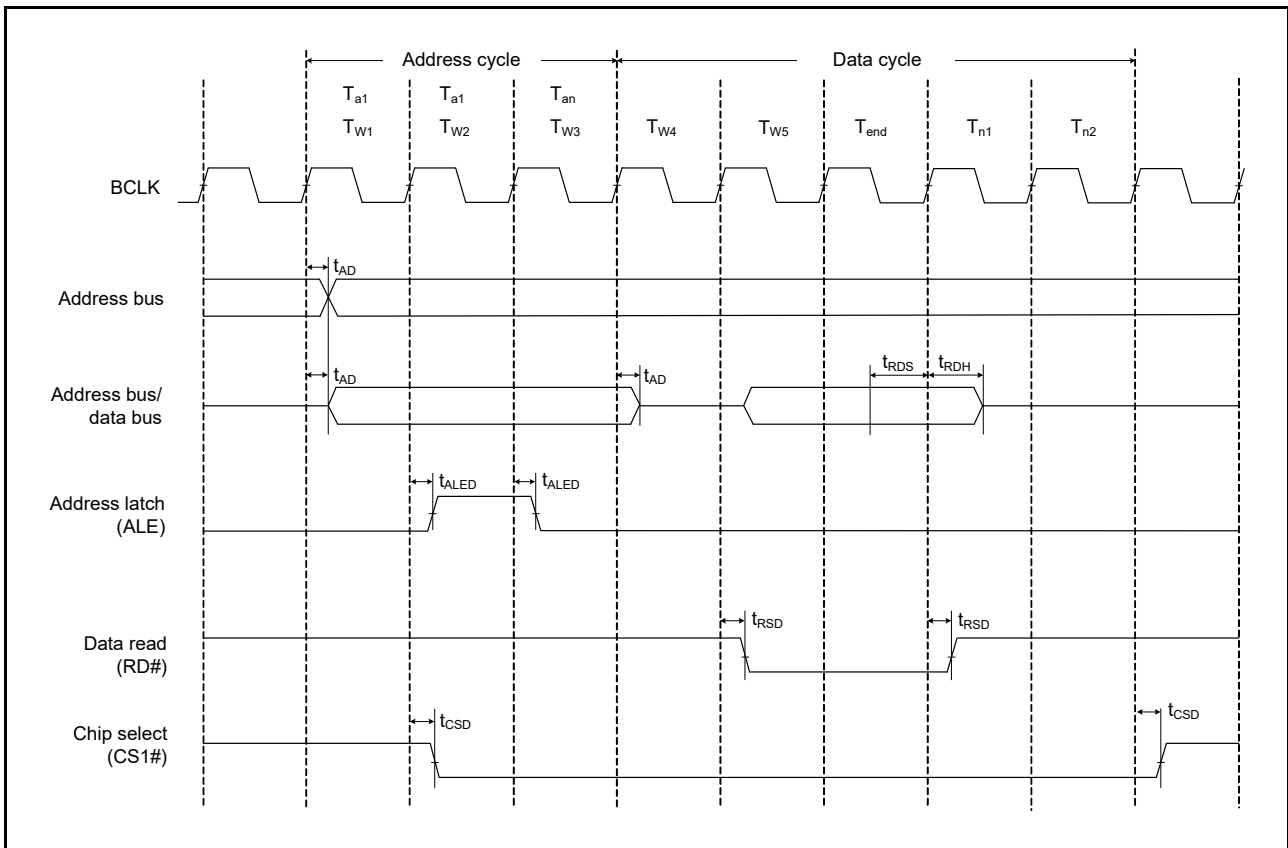 Address cycle Data cycle
Ta1 Ta1 Tan
TW1 TW2 TW3 TW4 TW5 Tend Tn1 Tn2
BCLK
tAD
Address bus
tRDS tRDH
tAD tAD
Address bus/
data bus
tALED tALED
Address latch
(ALE)
tRSD tRSD
Data read
(RD#)
tCSD tCSD
Chip select
(CS1#)